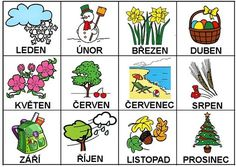 LEDEN ÚNOR BŘEZEN DUBEN
KVĚTEN ČERVEN ČERVENEC SRPEN
ZÁŘÍ ŘÍJEN LISTOPAD PROSINEC